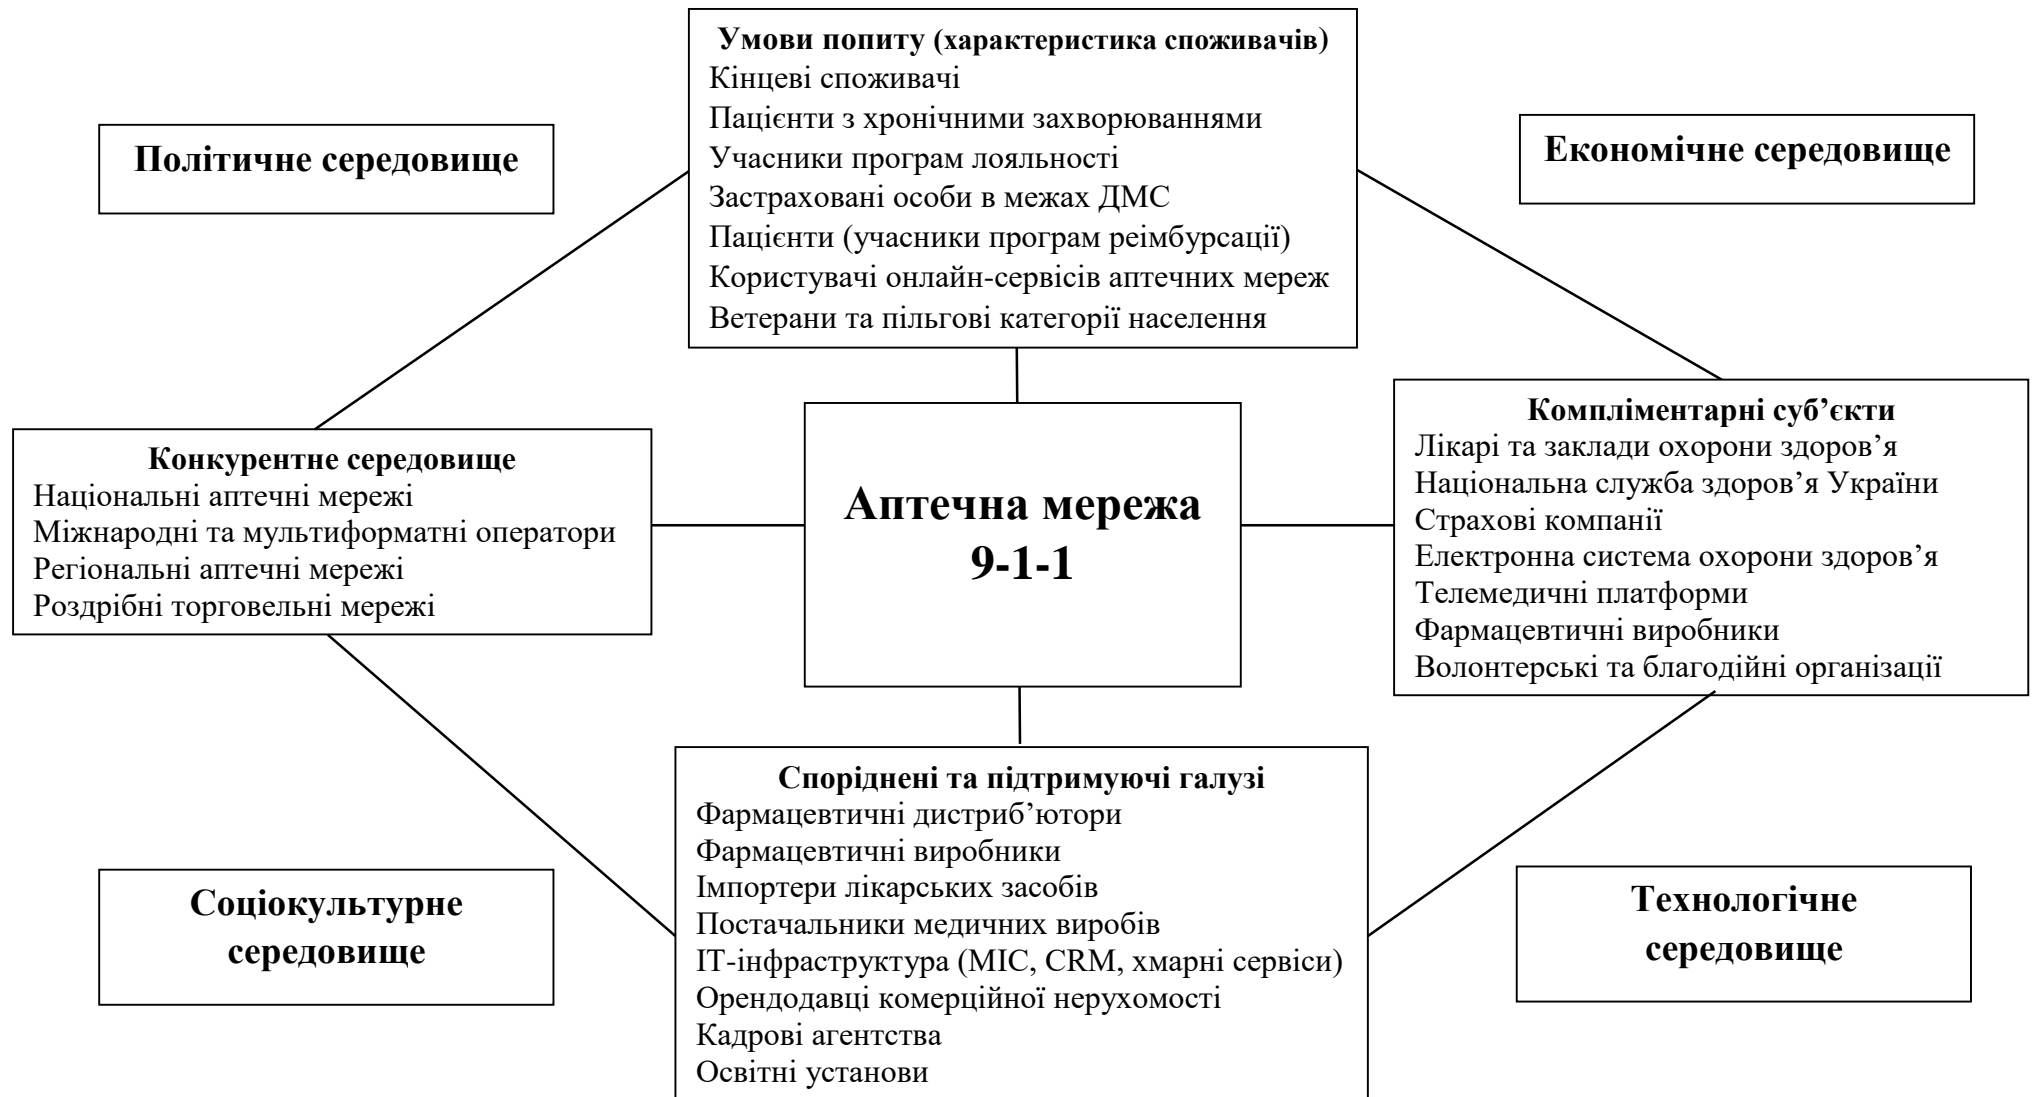 Умови попиту (характеристика споживачів)
Кінцеві споживачі
Пацієнти з хронічними захворюваннями
Учасники програм лояльності
Застраховані особи в межах ДМС
Пацієнти (учасники програм реімбурсації)
Користувачі онлайн-сервісів аптечних мереж
Ветерани та пільгові категорії населення
Політичне середовище
Економічне середовище
Конкурентне середовище
Національні аптечні мережі
Міжнародні та мультиформатні оператори
Регіональні аптечні мережі
Роздрібні торговельні мережі
Аптечна мережа
9-1-1
Компліментарні суб’єкти
Лікарі та заклади охорони здоров’я
Національна служба здоров’я України
Страхові компанії
Електронна система охорони здоров’я
Телемедичні платформи
Фармацевтичні виробники
Волонтерські та благодійні організації
Споріднені та підтримуючі галузі
Фармацевтичні дистриб’ютори
Фармацевтичні виробники
Імпортери лікарських засобів
Постачальники медичних виробів
ІТ-інфраструктура (МІС, CRM, хмарні сервіси)
Орендодавці комерційної нерухомості
Кадрові агентства
Освітні установи
Соціокультурне
середовище
Технологічне
середовище